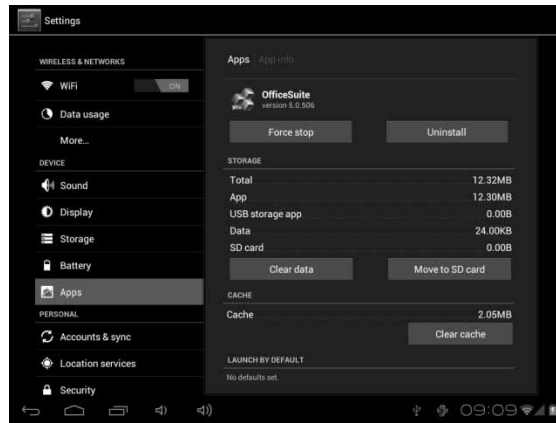 Settings
WIRELESS & NETWORKS
WiFi ON
Data usage
More...
DEVICE
Sound
Display
Storage
Battery
Apps
PERSONAL
Accounts & sync
Location services
Security
Apps App info
OfficeSuite
version 5.0.506
Force stop Uninstall
STORAGE
Total 12.32MB
App 12.30MB
USB storage app 0.00B
Data 24.00KB
SD card 0.00B
Clear data Move to SD card
CACHE
Cache 2.05MB
Clear cache
LAUNCH BY DEFAULT
No defaults set.
09:09